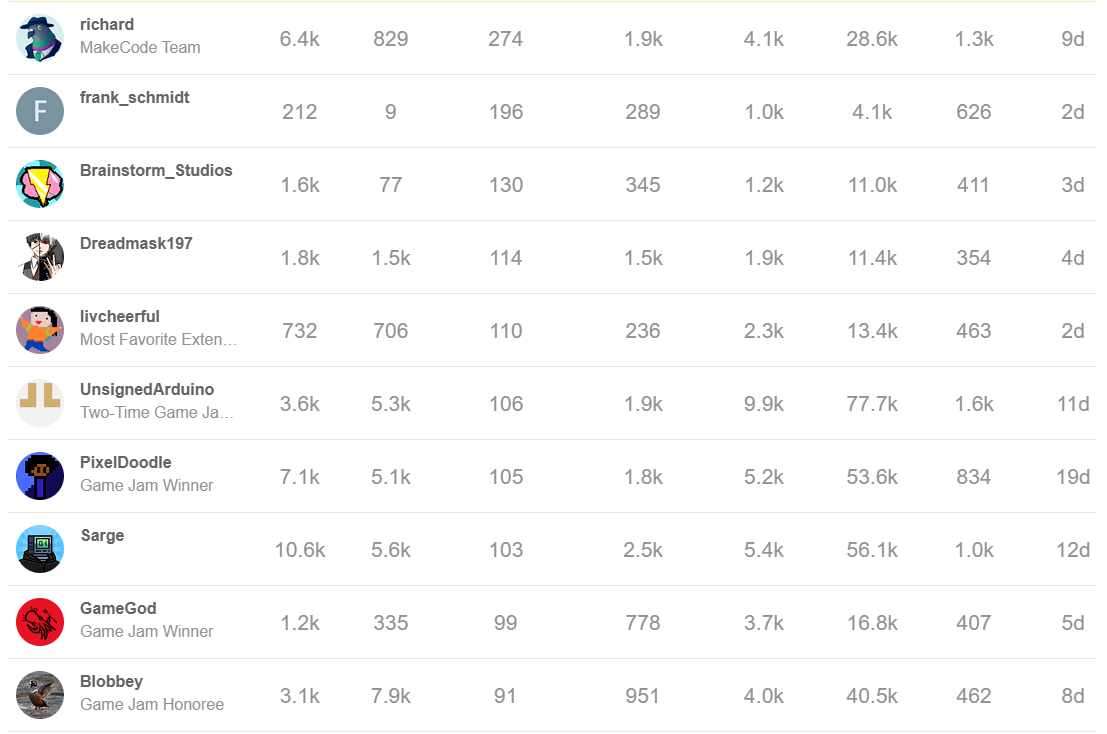 richard
MakeCode Team
6.4k 829 274 1.9k 4.1k 28.6k 1.3k 9d
F
frank_schmidt
212 9 196 289 1.0k 4.1k 626 2d
Brainstorm_Studios
1.6k 77 130 345 1.2k 11.0k 411 3d
Dreadmask197
1.8k 1.5k 114 1.5k 1.9k 11.4k 354 4d
livcheerful
Most Favorite Exten…
732 706 110 236 2.3k 13.4k 463 2d
UnsignedArduino
Two-Time Game Ja…
3.6k 5.3k 106 1.9k 9.9k 77.7k 1.6k 11d
PixelDoodle
Game Jam Winner
7.1k 5.1k 105 1.8k 5.2k 53.6k 834 19d
Sarge
10.6k 5.6k 103 2.5k 5.4k 56.1k 1.0k 12d
GameGod
Game Jam Winner
1.2k 335 99 778 3.7k 16.8k 407 5d
Blobbey
Game Jam Honoree
3.1k 7.9k 91 951 4.0k 40.5k 462 8d